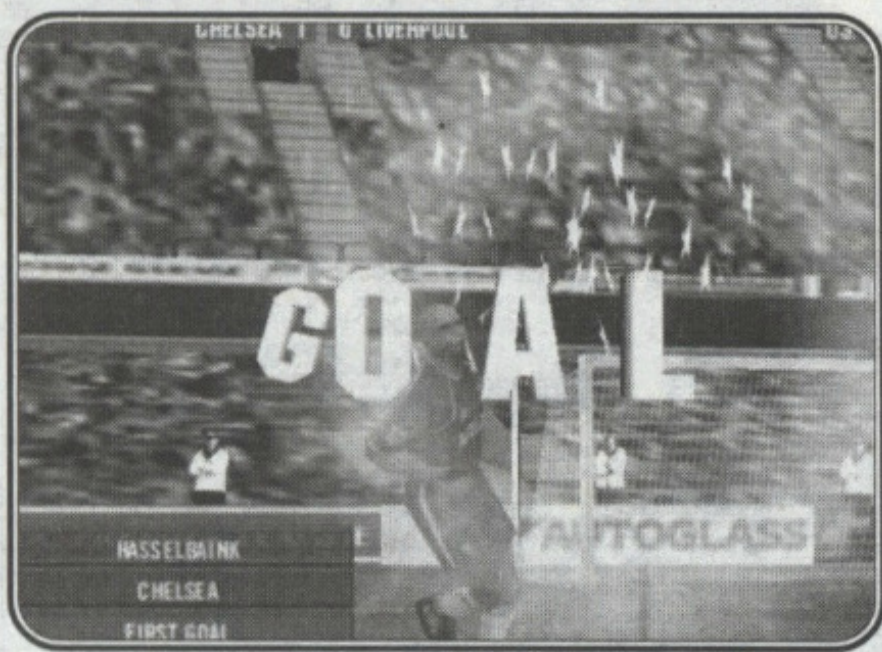 CHELSEA 1 0 LIVERPOOL
GOAL
AUTOGLASS
HASSELBAINK
CHELSEA
FIRST GOAL